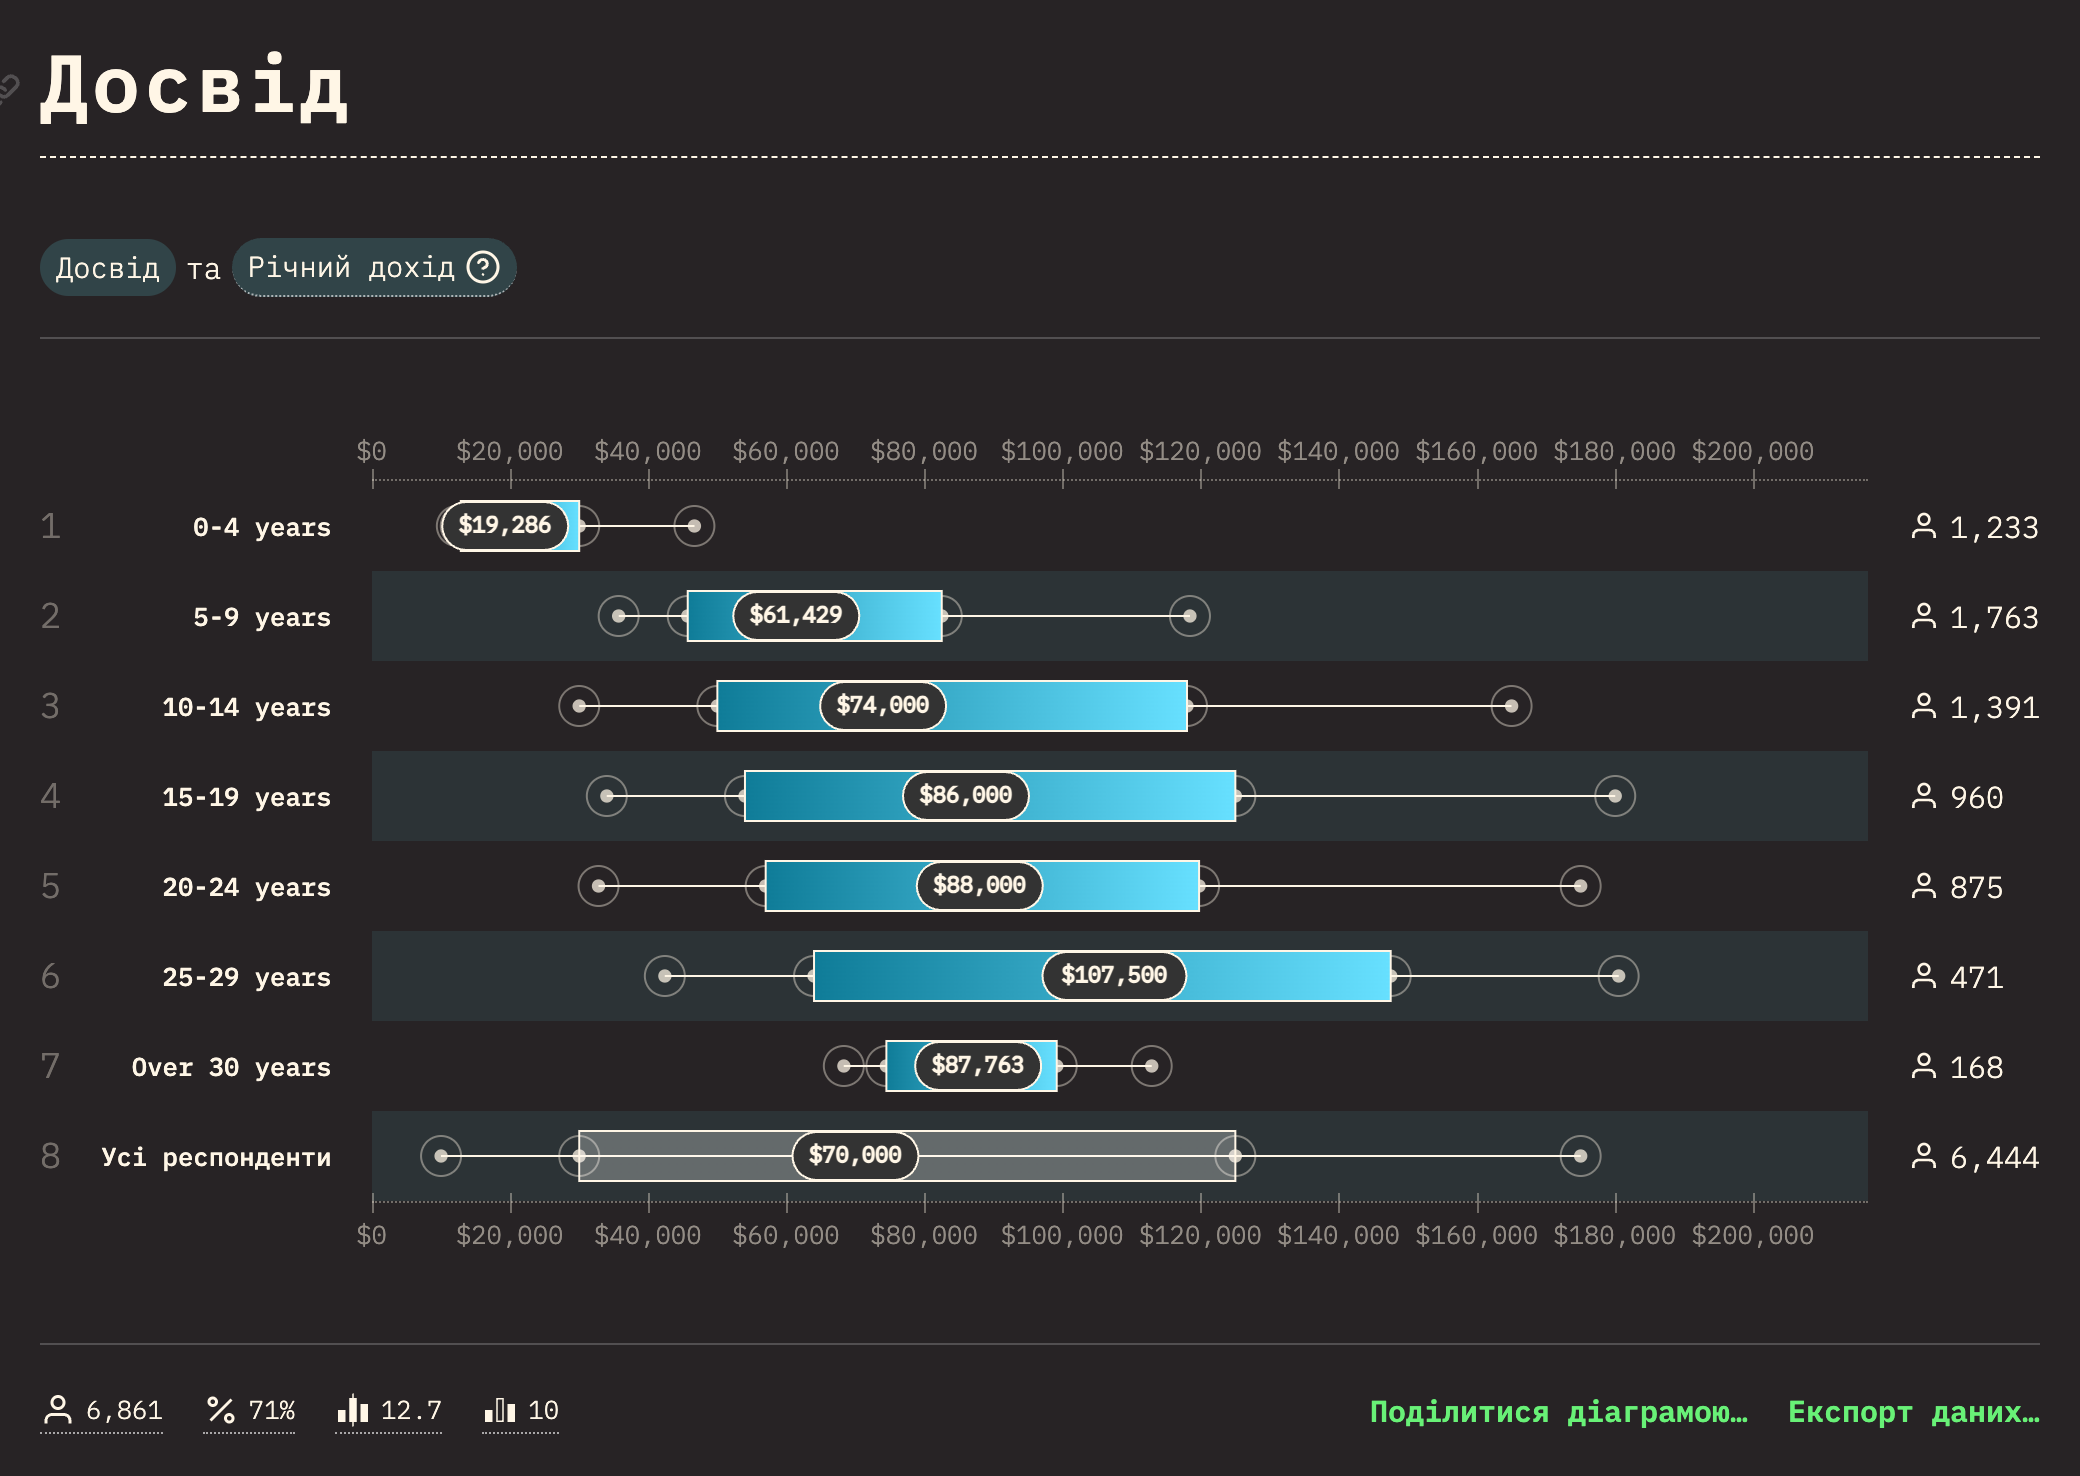 Досвід
Досвід та Річний дохід ?
$0 $20,000 $40,000 $60,000 $80,000 $100,000 $120,000 $140,000 $160,000 $180,000 $200,000
1 0-4 years $19,286 1,233
2 5-9 years $61,429 1,763
3 10-14 years $74,000 1,391
4 15-19 years $86,000 960
5 20-24 years $88,000 875
6 25-29 years $107,500 471
7 Over 30 years $87,763 168
8 Усі респонденти $70,000 6,444
$0 $20,000 $40,000 $60,000 $80,000 $100,000 $120,000 $140,000 $160,000 $180,000 $200,000
6,861 % 71% 12.7 10 Поділитися діаграмою… Експорт даних…